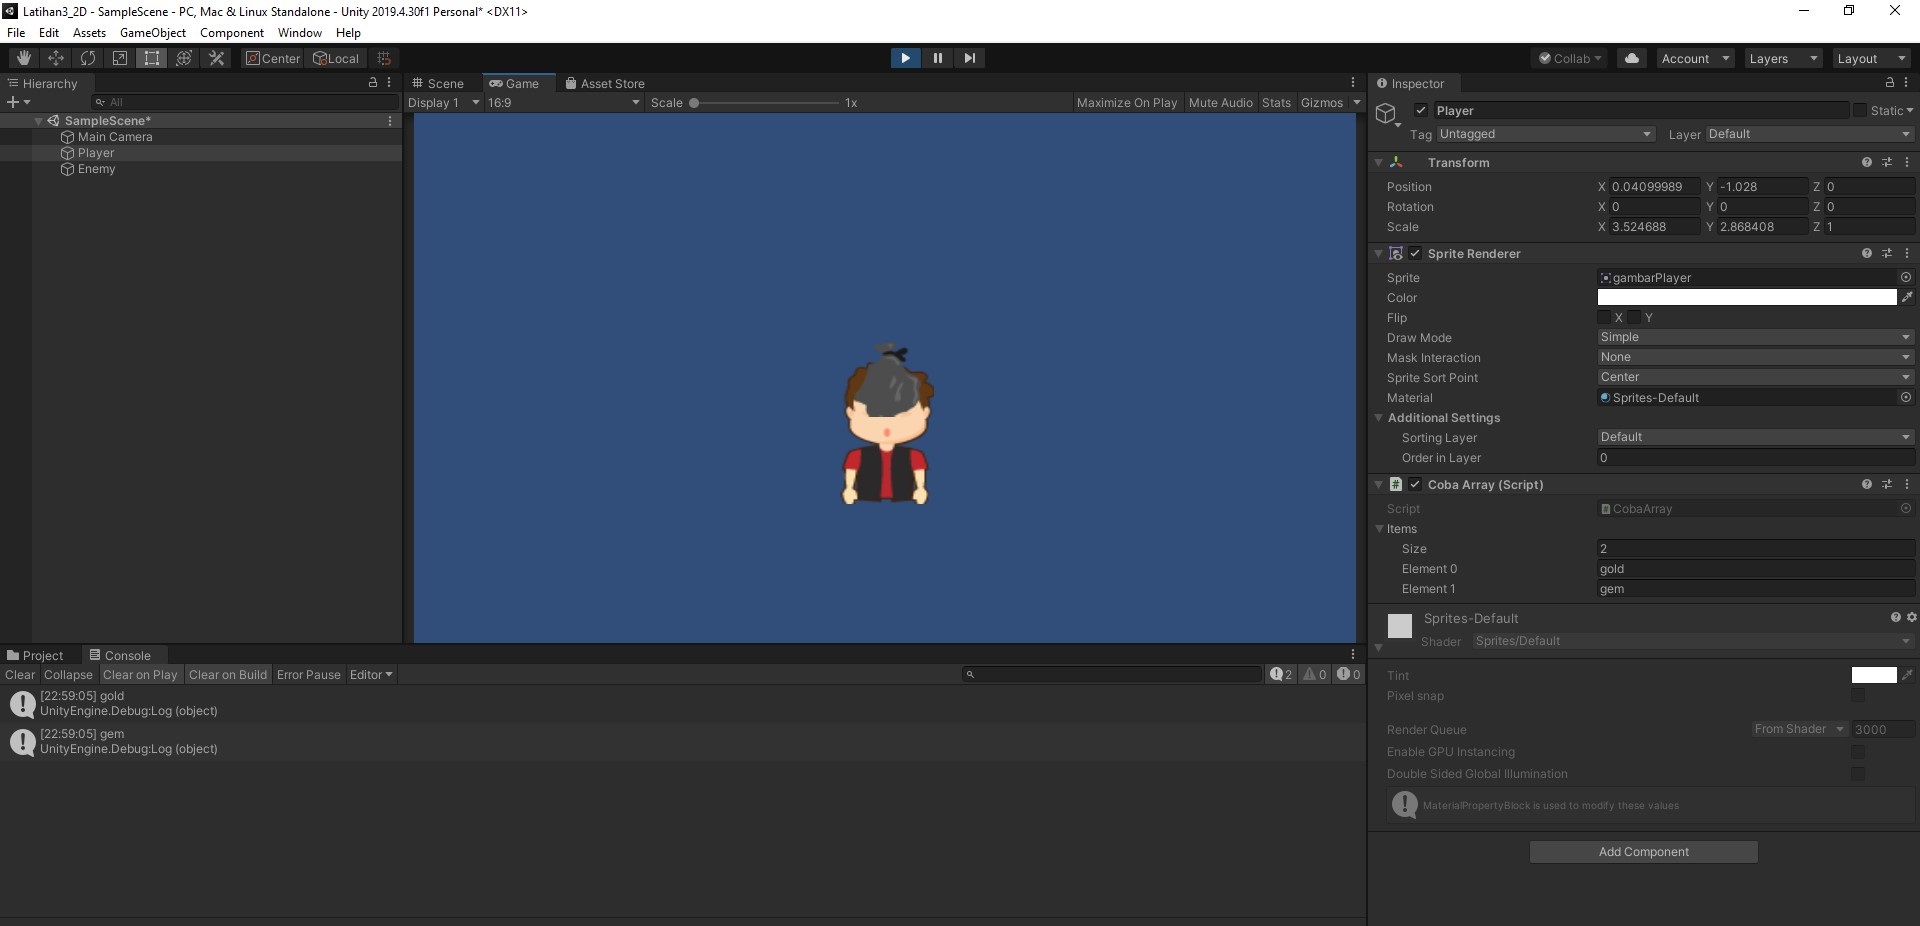 Latihan3_2D - SampleScene - PC, Mac & Linux Standalone - Unity 2019.4.30f1 Personal* <DX11>
File Edit Assets GameObject Component Window Help
Center Local Collab Account Layers Layout
Hierarchy
All
SampleScene*
Main Camera
Player
Enemy
Scene Game Asset Store
Display 1 16:9 Scale 1x Maximize On Play Mute Audio Stats Gizmos
Project Console
Clear Collapse Clear on Play Clear on Build Error Pause Editor 2 0 0
[22:59:05] gold
UnityEngine.Debug:Log (object)
[22:59:05] gem
UnityEngine.Debug:Log (object)
Inspector
Player Static
Tag Untagged Layer Default
Transform
Position X 0.04099989 Y -1.028 Z 0
Rotation X 0 Y 0 Z 0
Scale X 3.524688 Y 2.868408 Z 1
Sprite Renderer
Sprite gambarPlayer
Color
Flip X Y
Draw Mode Simple
Mask Interaction None
Sprite Sort Point Center
Material Sprites-Default
Additional Settings
Sorting Layer Default
Order in Layer 0
# Coba Array (Script)
Script CobaArray
Items
Size 2
Element 0 gold
Element 1 gem
Sprites-Default
Shader Sprites/Default
Tint
Pixel snap
Render Queue From Shader 3000
Enable GPU Instancing
Double Sided Global Illumination
MaterialPropertyBlock is used to modify these values
Add Component